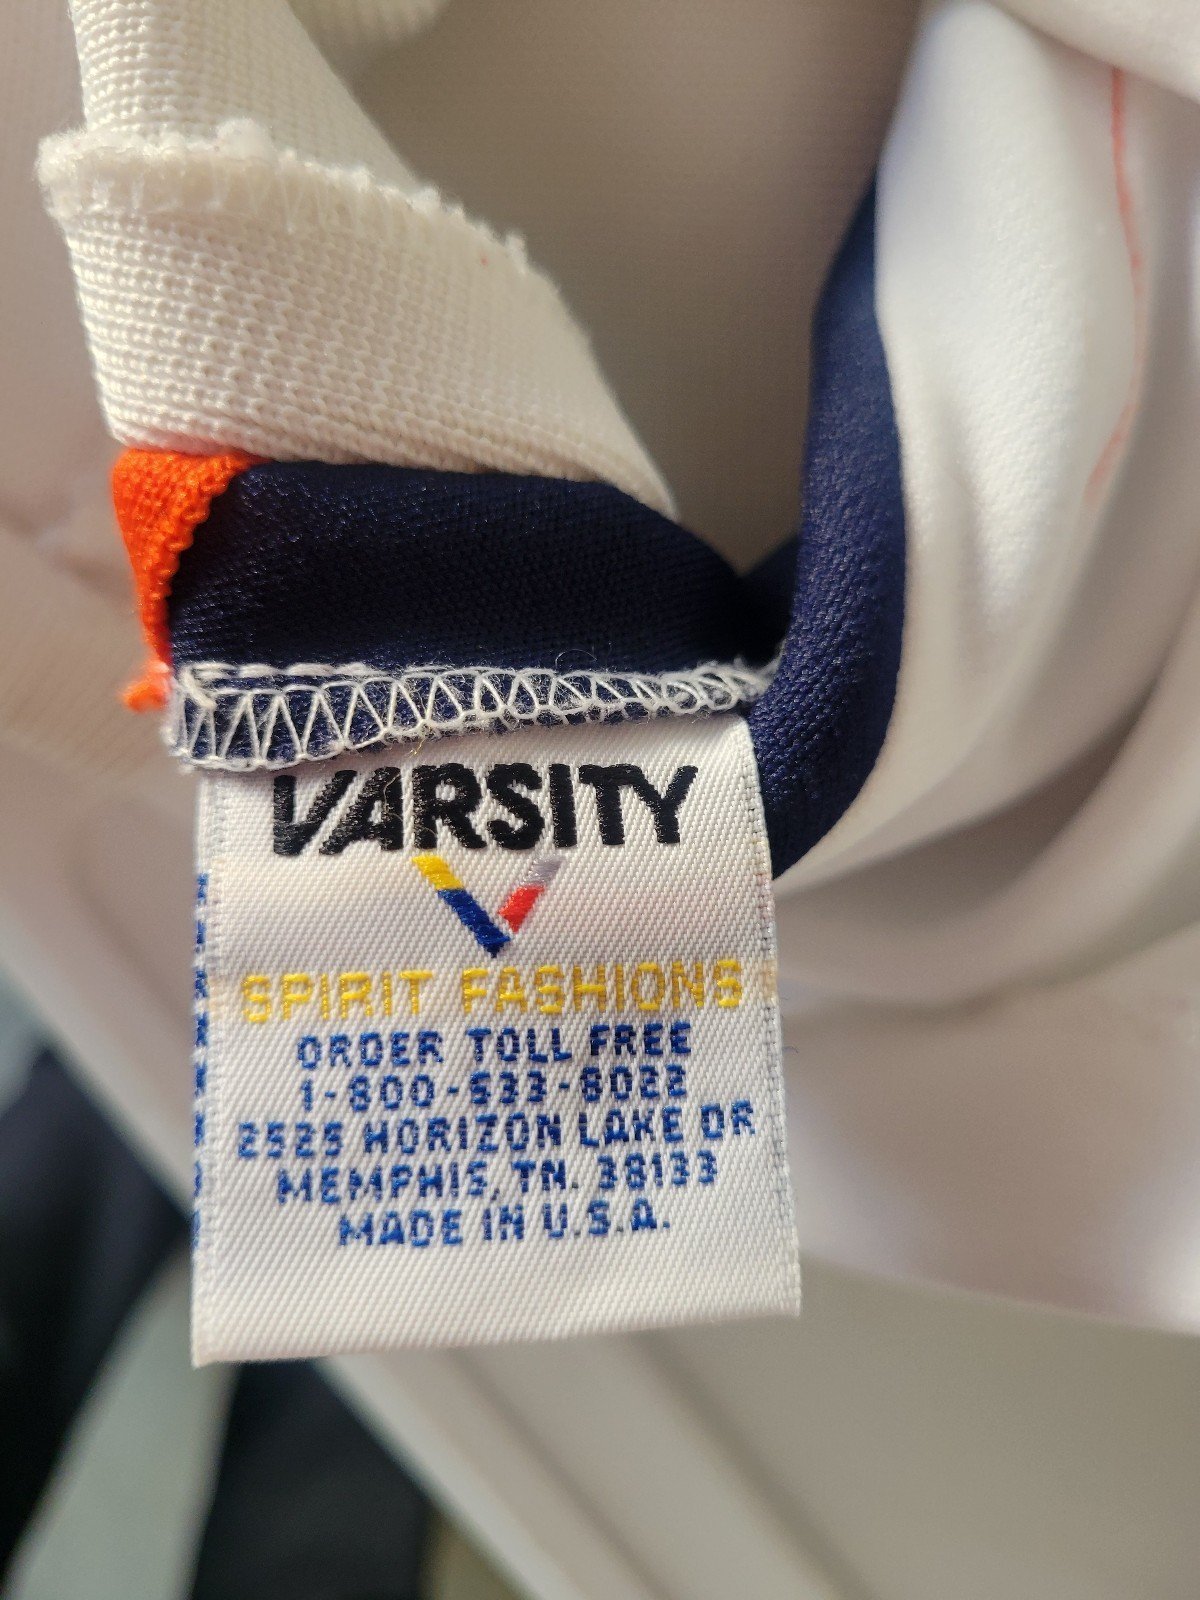 VARSITY
SPIRIT FASHIONS
ORDER TOLL FREE
1-800-533-8022
2525 HORIZON LAKE DR
MEMPHIS, TN. 38133
MADE IN U.S.A.